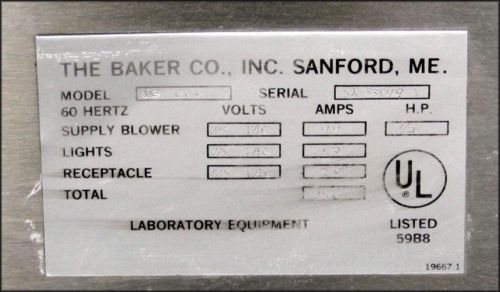 THE BAKER CO., INC. SANFORD, ME.
MODEL SERIAL
60 HERTZ VOLTS AMPS H.P.
SUPPLY BLOWER
LIGHTS
RECEPTACLE
TOTAL
UL
®
LABORATORY EQUIPMENT LISTED
59B8
19667.1